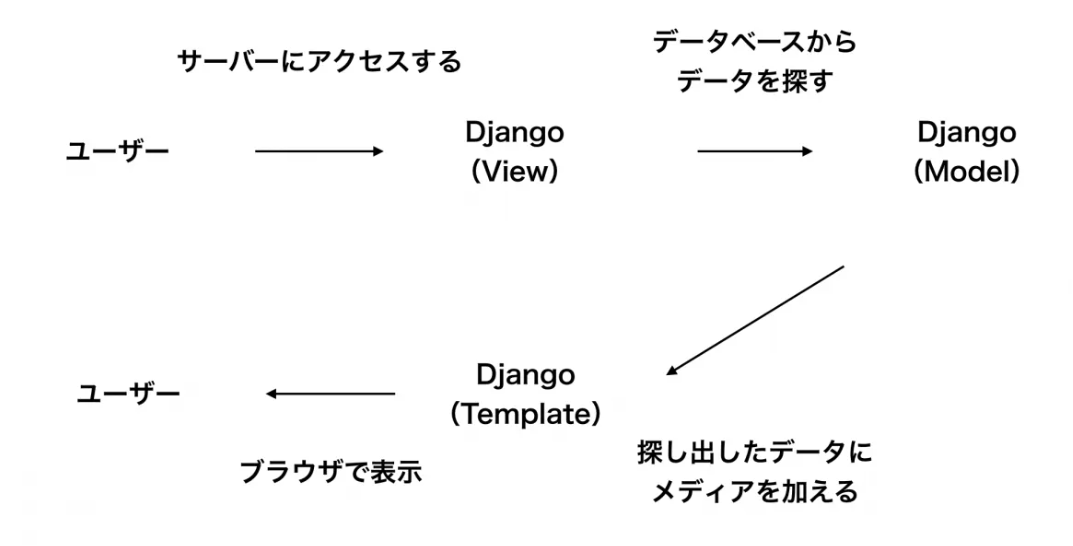 サーバーにアクセスする
データベースから
データを探す
ユーザー
Django
（View）
Django
（Model）
ユーザー
Django
（Template）
ブラウザで表示
探し出したデータに
メディアを加える